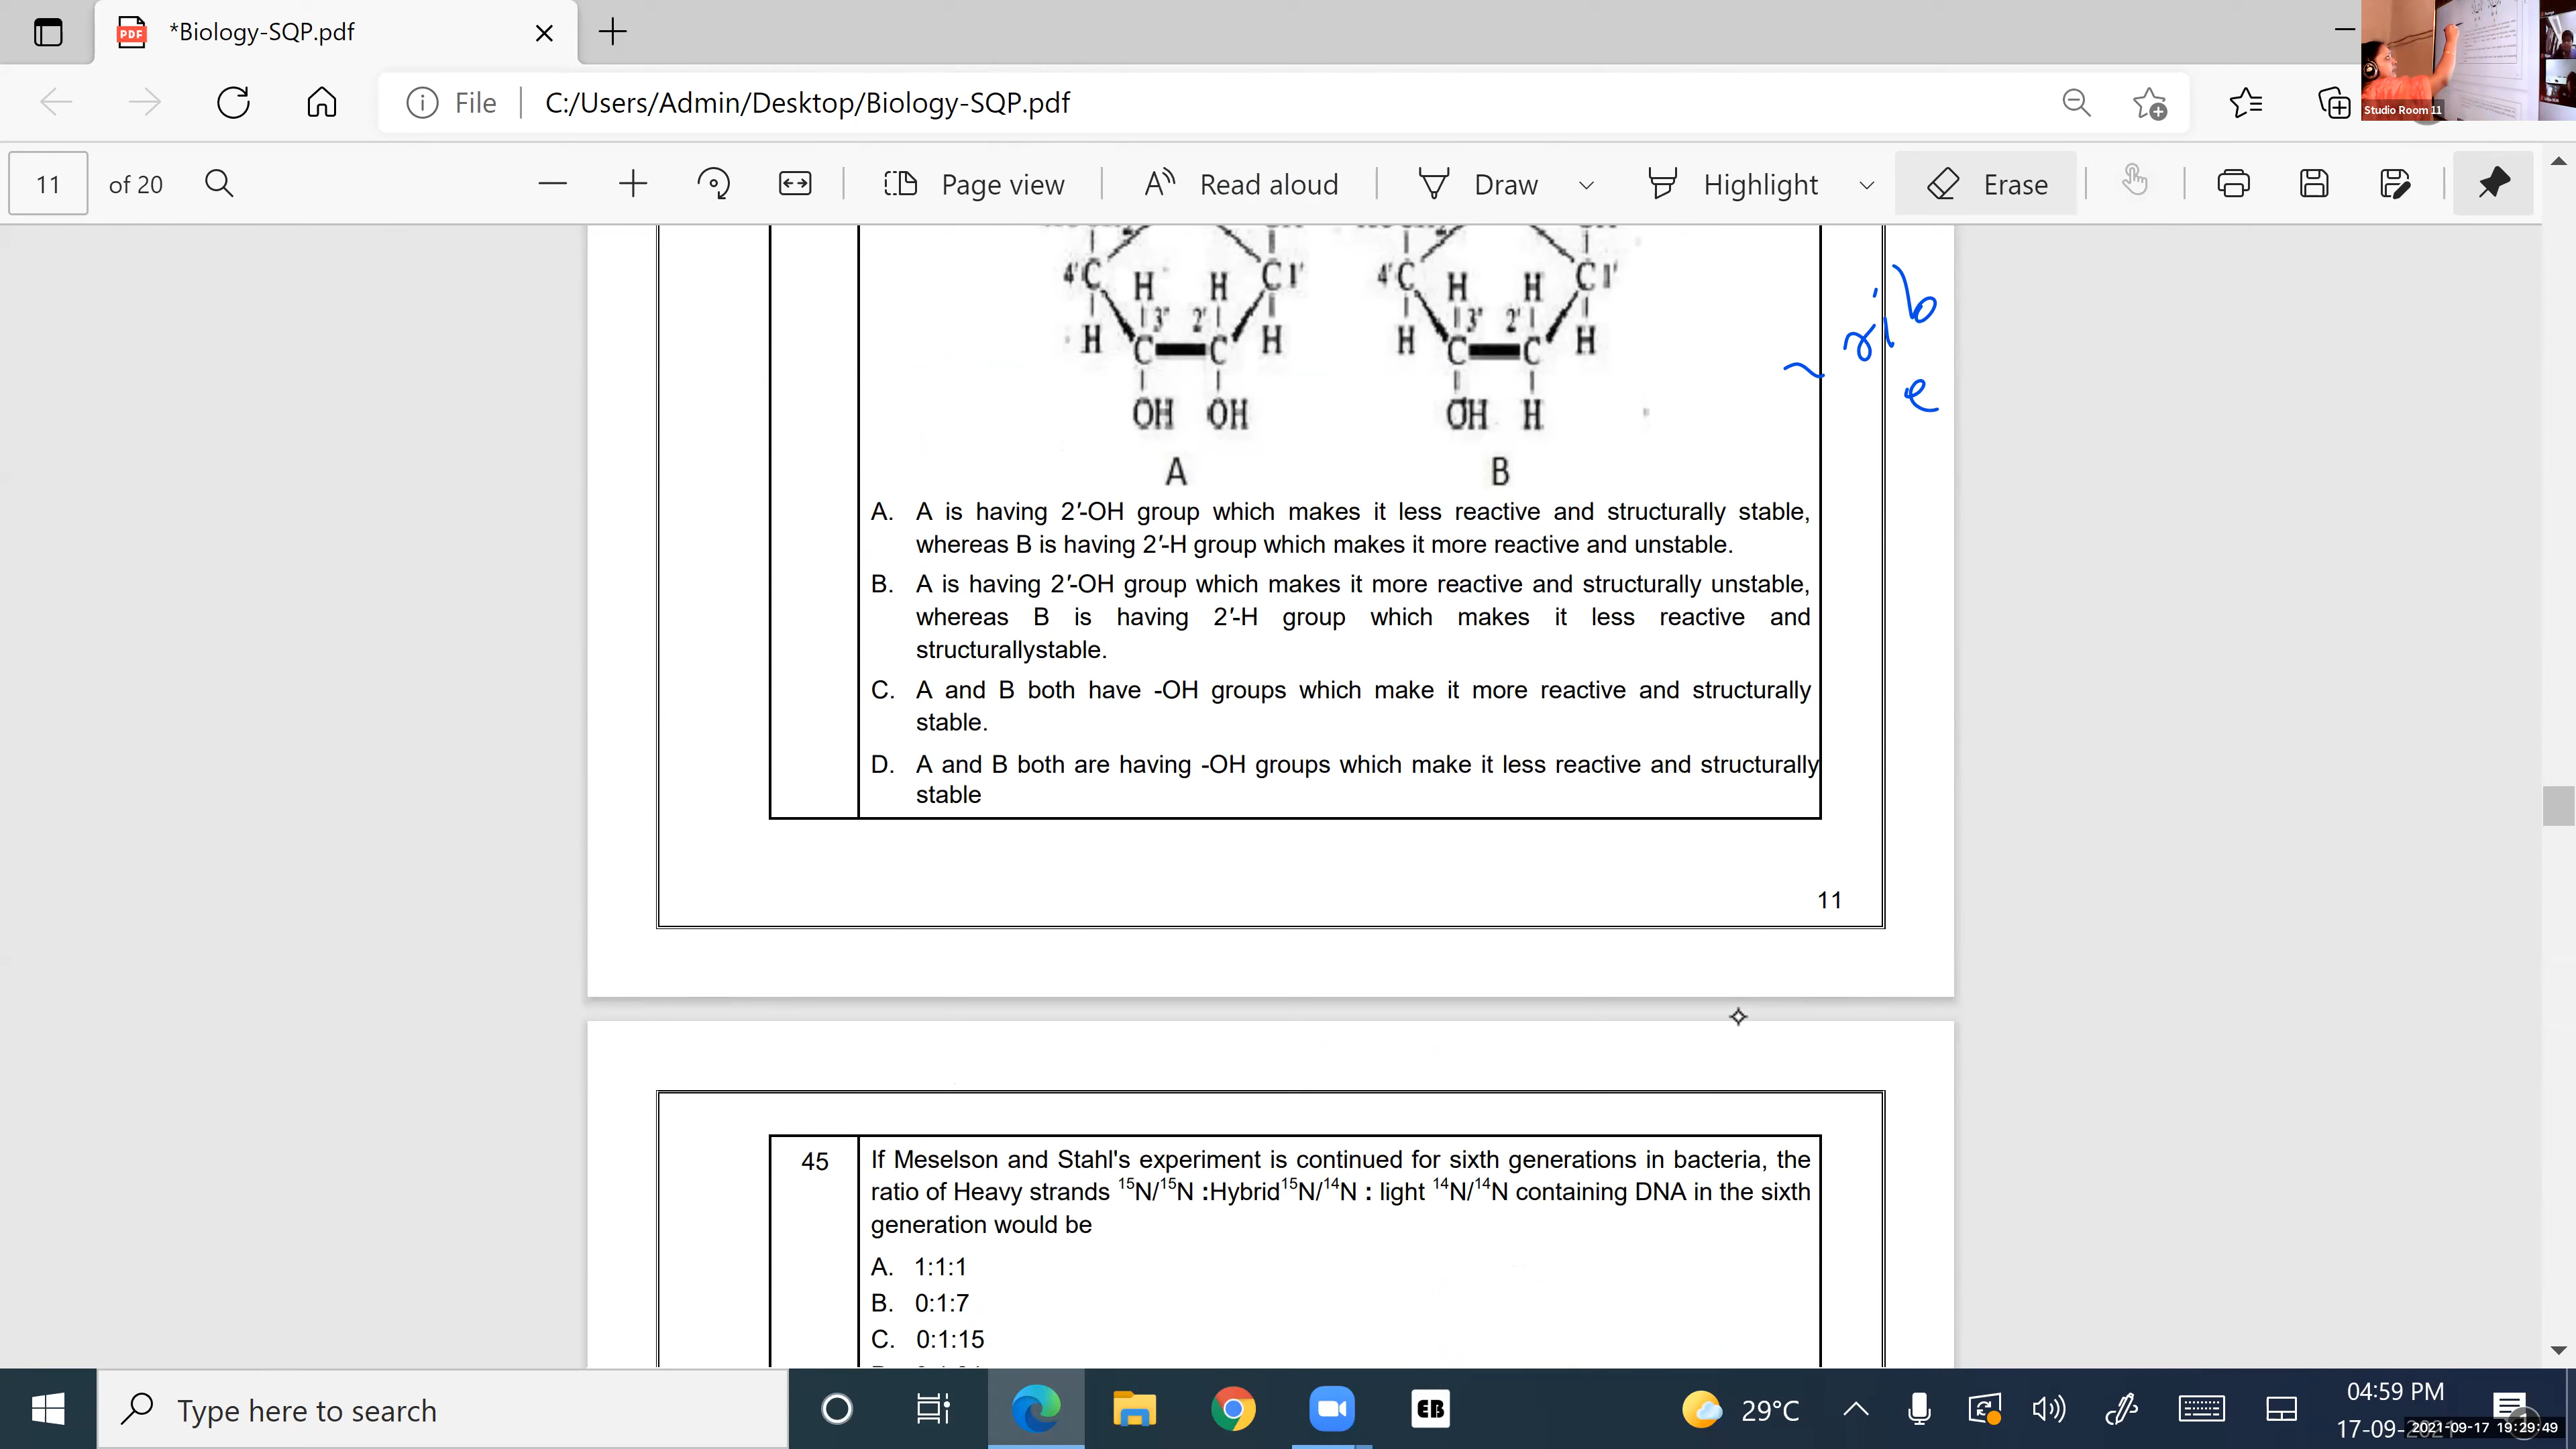 *Biology-SQP.pdf
File
C:/Users/Admin/Desktop/Biology-SQP.pdf
Studio Room 11
11 of 20
Page view
Read aloud
Draw
Highlight
Erase
4'C H H C1'
3' 2'
H C C H
OH OH
A
4'C H H C1'
3' 2'
H C C H
OH H
B
rib
e
A. A is having 2′-OH group which makes it less reactive and structurally stable,
whereas B is having 2′-H group which makes it more reactive and unstable.
B. A is having 2′-OH group which makes it more reactive and structurally unstable,
whereas B is having 2′-H group which makes it less reactive and
structurallystable.
C. A and B both have -OH groups which make it more reactive and structurally
stable.
D. A and B both are having -OH groups which make it less reactive and structurally
stable
11
45 If Meselson and Stahl's experiment is continued for sixth generations in bacteria, the
ratio of Heavy strands ¹⁵N/¹⁵N :Hybrid¹⁵N/¹⁴N : light ¹⁴N/¹⁴N containing DNA in the sixth
generation would be
A. 1:1:1
B. 0:1:7
C. 0:1:15
Type here to search
29°C
04:59 PM
17-09-
2021-09-17 19:29:49